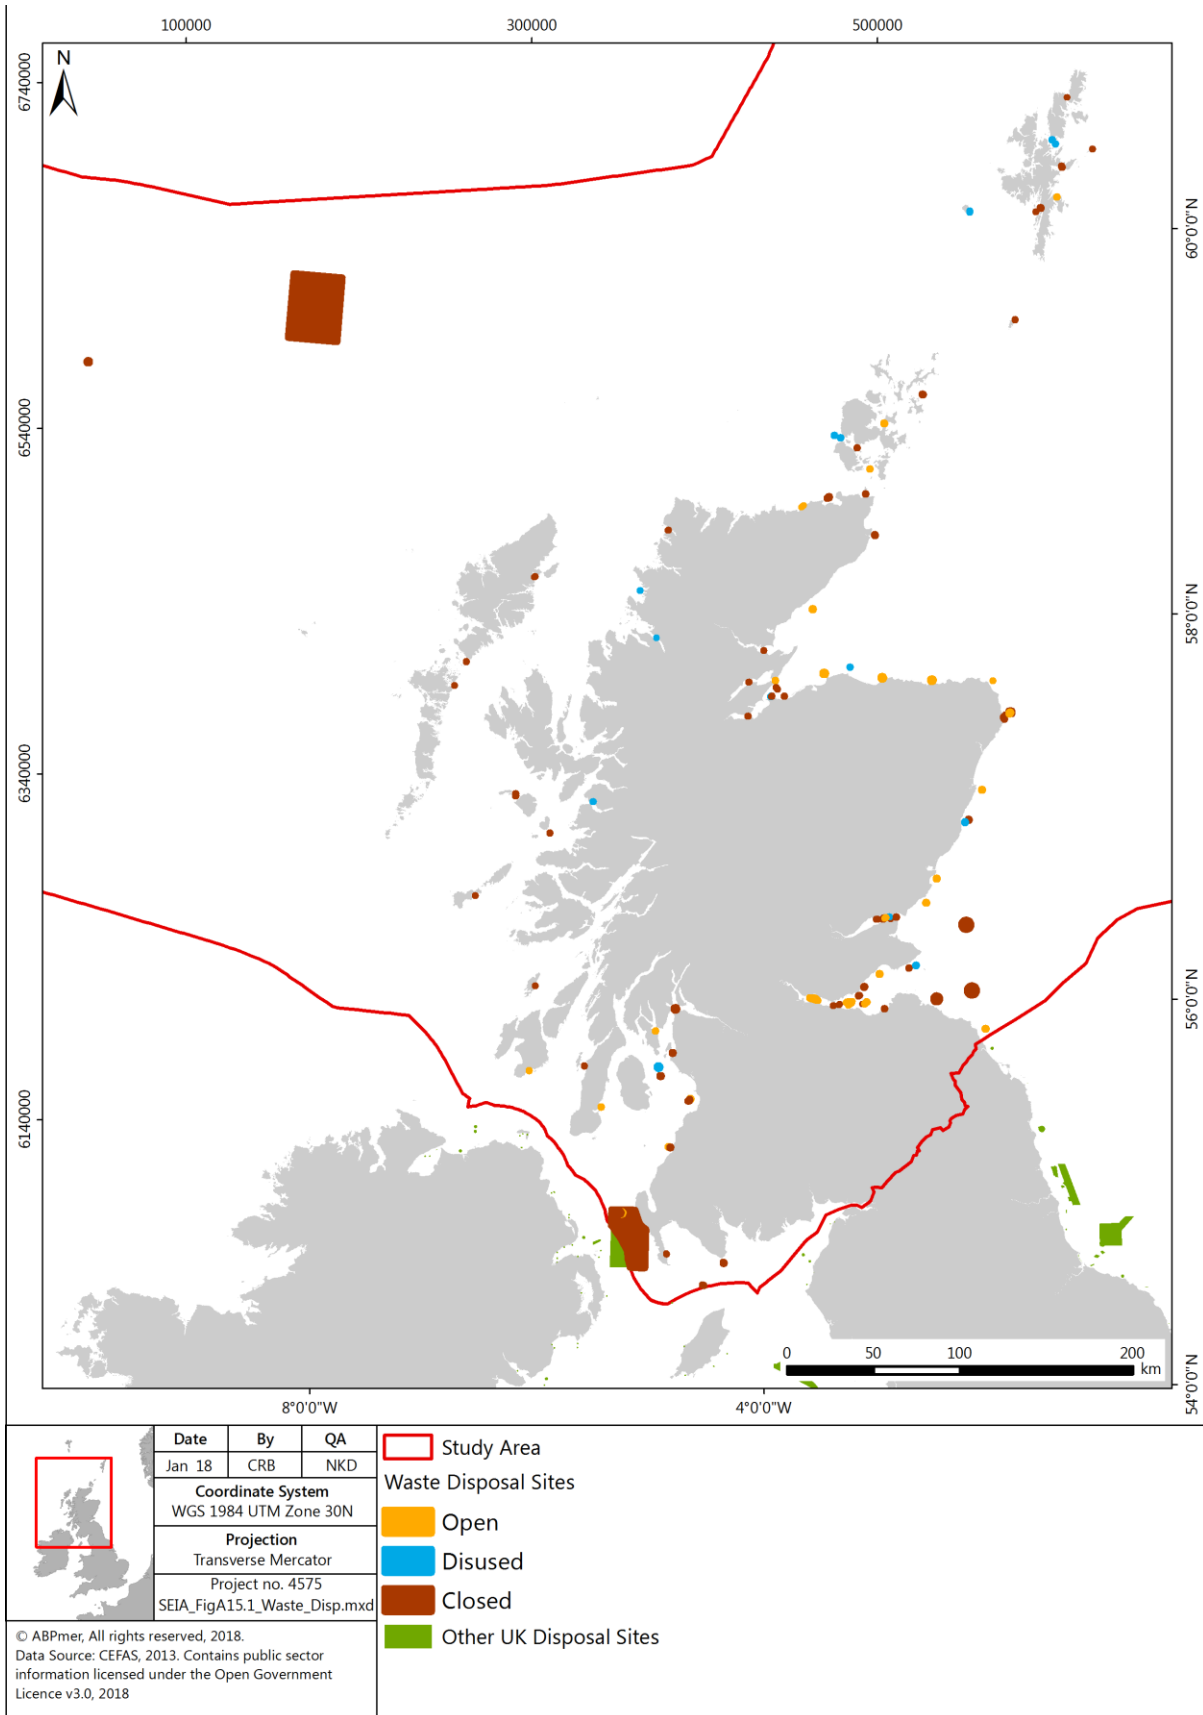 100000
300000
500000
N
6740000
6540000
6340000
6140000
60°0'0"N
58°0'0"N
56°0'0"N
54°0'0"N
0
50
100
200
km
8°0'0"W
4°0'0"W
Date
By
QA
Jan 18
CRB
NKD
Coordinate System
WGS 1984 UTM Zone 30N
Projection
Transverse Mercator
Project no. 4575
SEIA_FigA15.1_Waste_Disp.mxd
© ABPmer, All rights reserved, 2018.
Data Source: CEFAS, 2013. Contains public sector
information licensed under the Open Government
Licence v3.0, 2018
Study Area
Waste Disposal Sites
Open
Disused
Closed
Other UK Disposal Sites